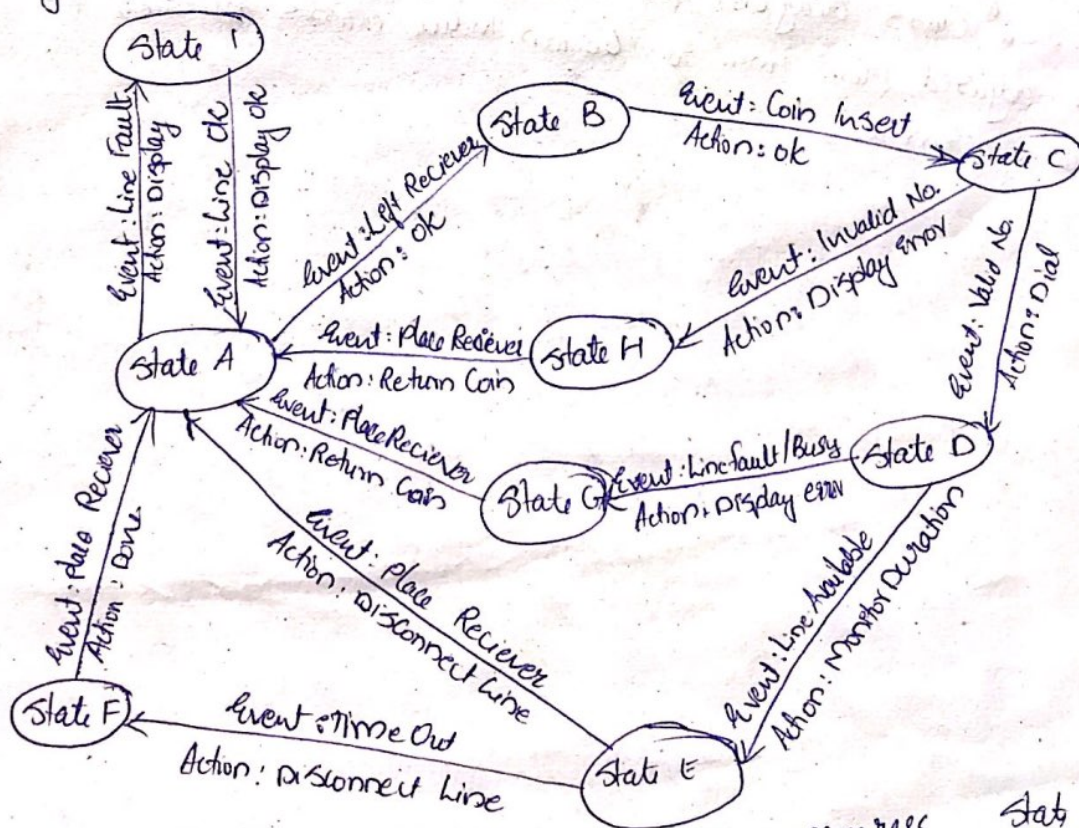 State I
Event: Line Fault
Action: Display
Event: Line Ok
Action: Display Ok
State B
Event: Coin Insert
Action: Ok
State C
Event: Left Reciever
Action: Ok
Event: Invalid No.
Action: Display error
Event: Valid No.
Action: Dial
State A
Event: Place Reciever
Action: Return Coin
State H
Event: Place Reciever
Action: Return Coin
State G
Event: Line fault/Busy
Action: Display error
State D
Event: Place Reciever
Action: Done
Event: Place Reciever
Action: Disconnect Line
Event: Line Available
Action: Monitor Duration
State F
Event: Time Out
Action: Disconnect Line
State E
State